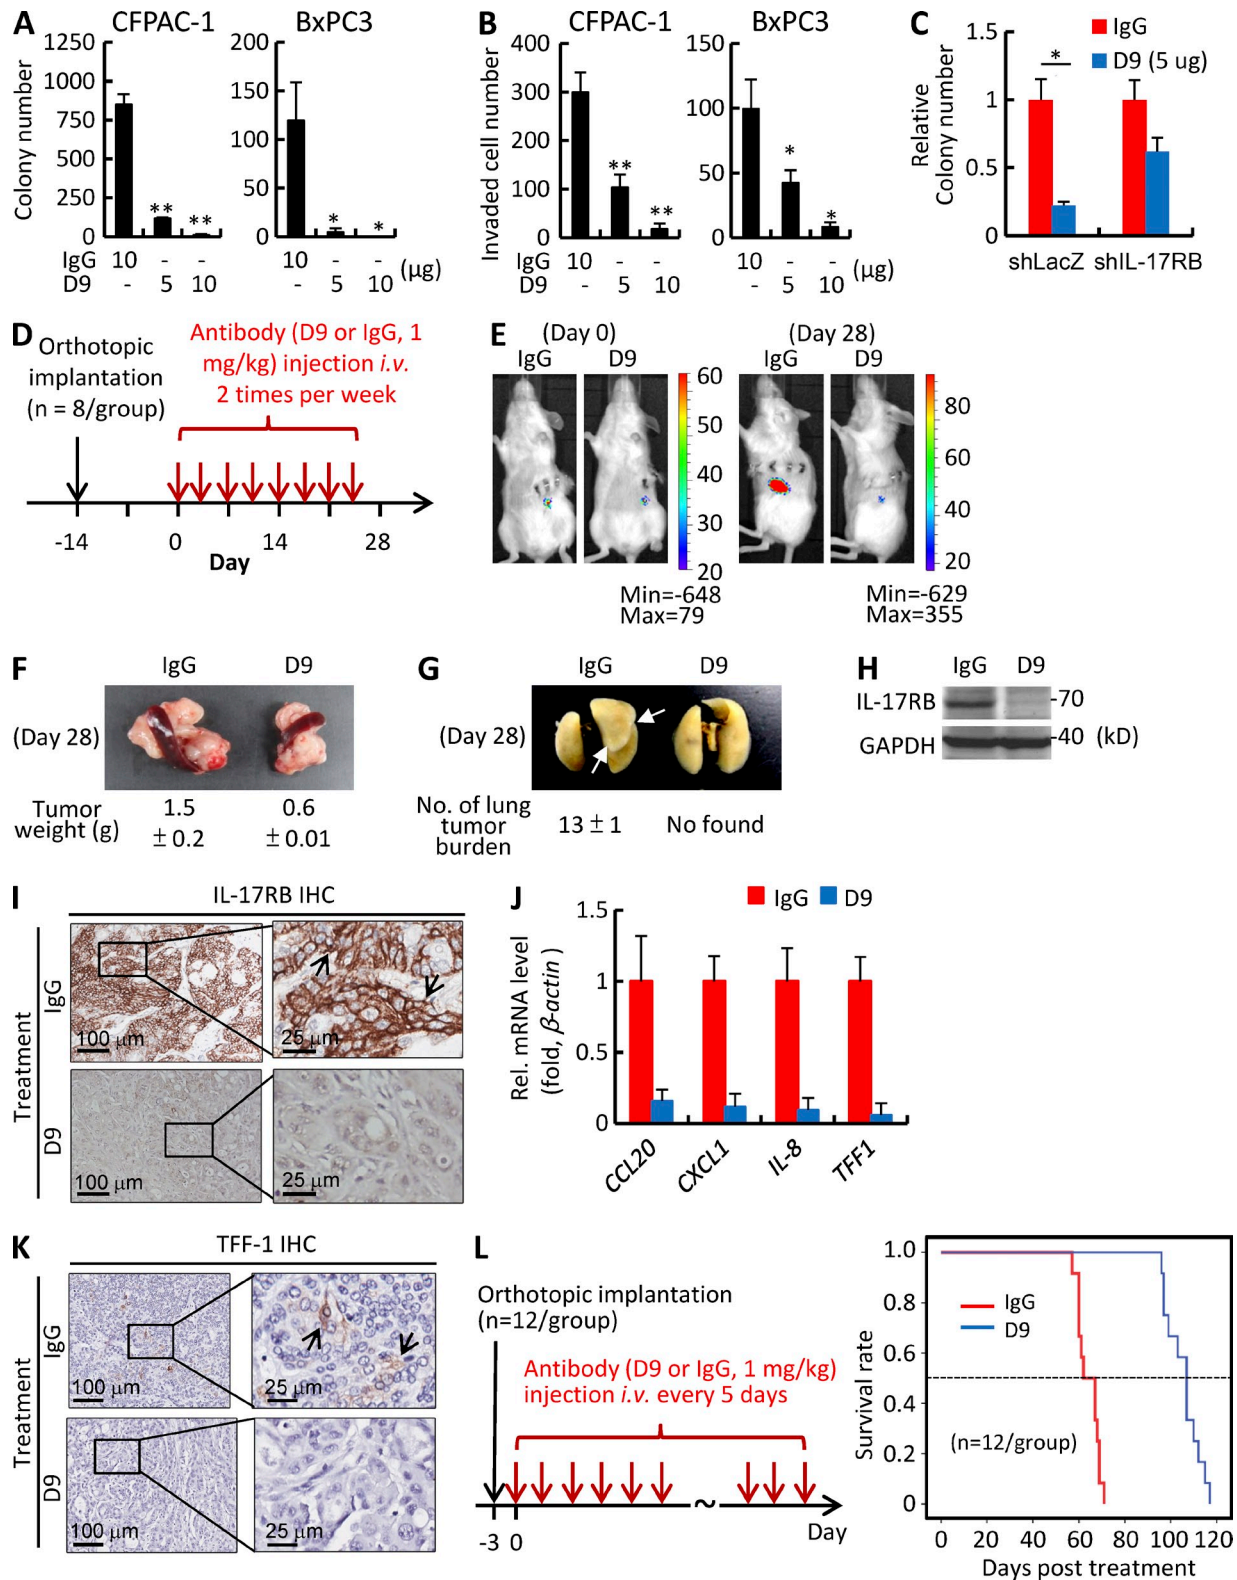 A
CFPAC-1
BxPC3
Colony number
1250
1000
750
500
250
0
**
**
200
150
100
50
0
*
*
IgG 10 - - 10 - - (µg)
D9 - 5 10 - 5 10
B
CFPAC-1
BxPC3
Invaded cell number
400
300
200
100
0
**
**
150
100
50
0
*
*
IgG 10 - - 10 - - (µg)
D9 - 5 10 - 5 10
C
Relative
Colony number
1.5
1
0.5
0
IgG
D9 (5 ug)
*
shLacZ shIL-17RB
D
Orthotopic
implantation
(n = 8/group)
Antibody (D9 or IgG, 1
mg/kg) injection i.v.
2 times per week
-14 0 14 28
Day
E
(Day 0) (Day 28)
IgG D9 IgG D9
60
50
40
30
20
Min=-648
Max=79
80
60
40
20
Min=-629
Max=355
F
IgG D9
(Day 28)
Tumor
weight (g)
1.5
± 0.2
0.6
± 0.01
G
IgG D9
(Day 28)
No. of lung
tumor
burden
13 ± 1 No found
H
IgG D9
IL-17RB -70
GAPDH -40 (kD)
I
IL-17RB IHC
Treatment
IgG
100 µm
25 µm
D9
100 µm
25 µm
J
IgG D9
Rel. mRNA level
(fold, β-actin )
1.5
1
0.5
0
CCL20
CXCL1
IL-8
TFF1
K
TFF-1 IHC
Treatment
IgG
100 µm
25 µm
D9
100 µm
25 µm
L
Orthotopic implantation
(n=12/group)
Antibody (D9 or IgG, 1 mg/kg)
injection i.v. every 5 days
~
-3 0 Day
Survival rate
1.0
0.8
0.6
0.4
0.2
0
IgG
D9
(n=12/group)
0 20 40 60 80 100 120
Days post treatment